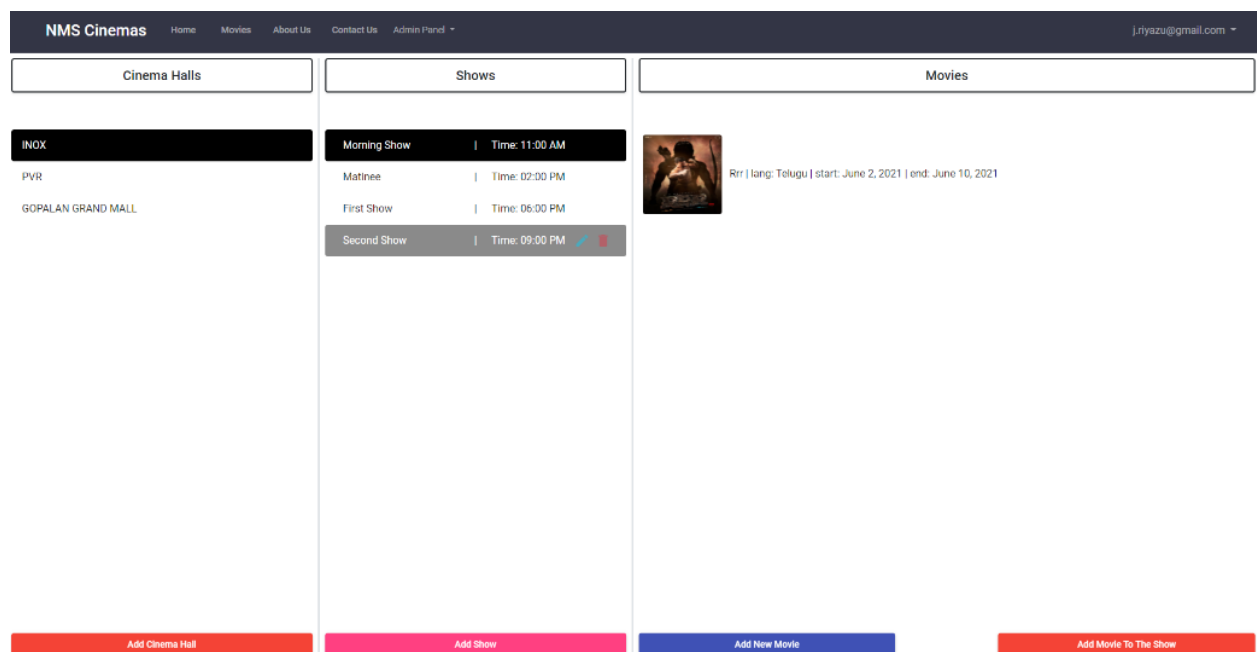 NMS Cinemas Home Movies About Us Contact Us Admin Panel j.riyazu@gmail.com
Cinema Halls
Shows
Movies
INOX
PVR
GOPALAN GRAND MALL
Morning Show | Time: 11:00 AM
Matinee | Time: 02:00 PM
First Show | Time: 06:00 PM
Second Show | Time: 09:00 PM
Rrr | lang: Telugu | start: June 2, 2021 | end: June 10, 2021
Add Cinema Hall
Add Show
Add New Movie
Add Movie To The Show